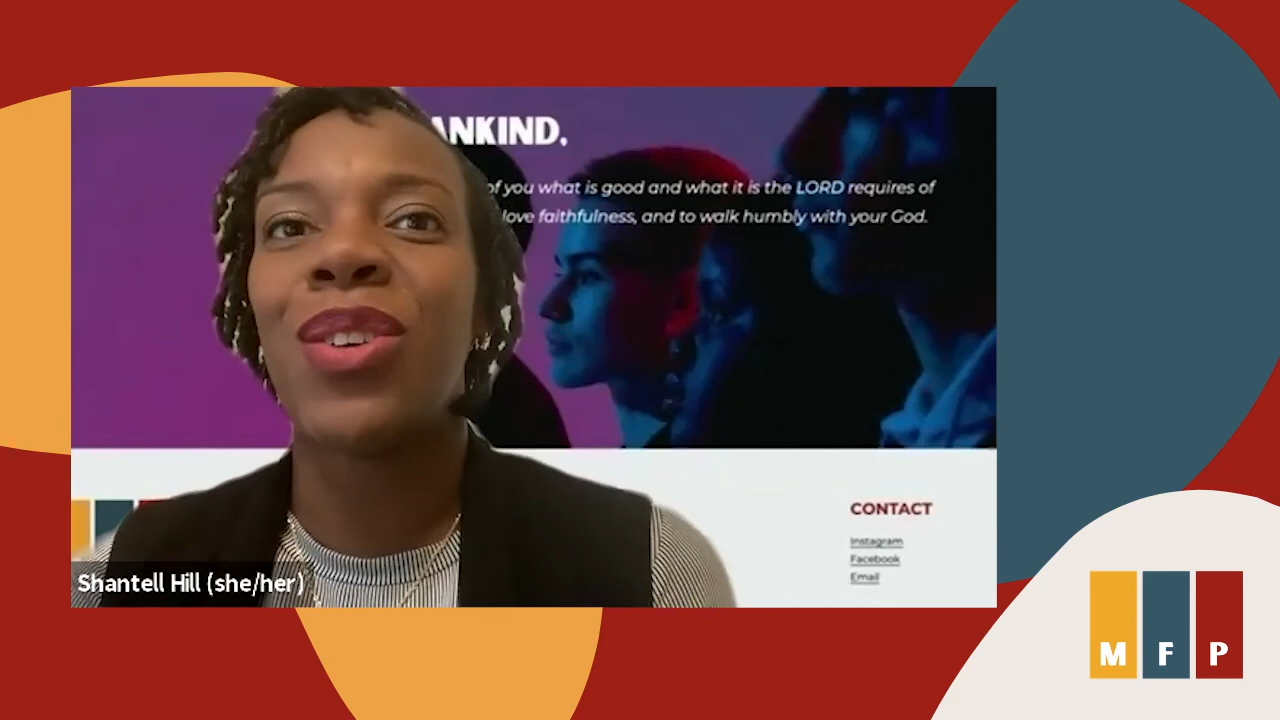 ANKIND.
of you what is good and what it is the LORD requires of
love faithfulness, and to walk humbly with your God.
CONTACT
Instagram
Facebook
Email
Shantell Hill (she/her)
M F P